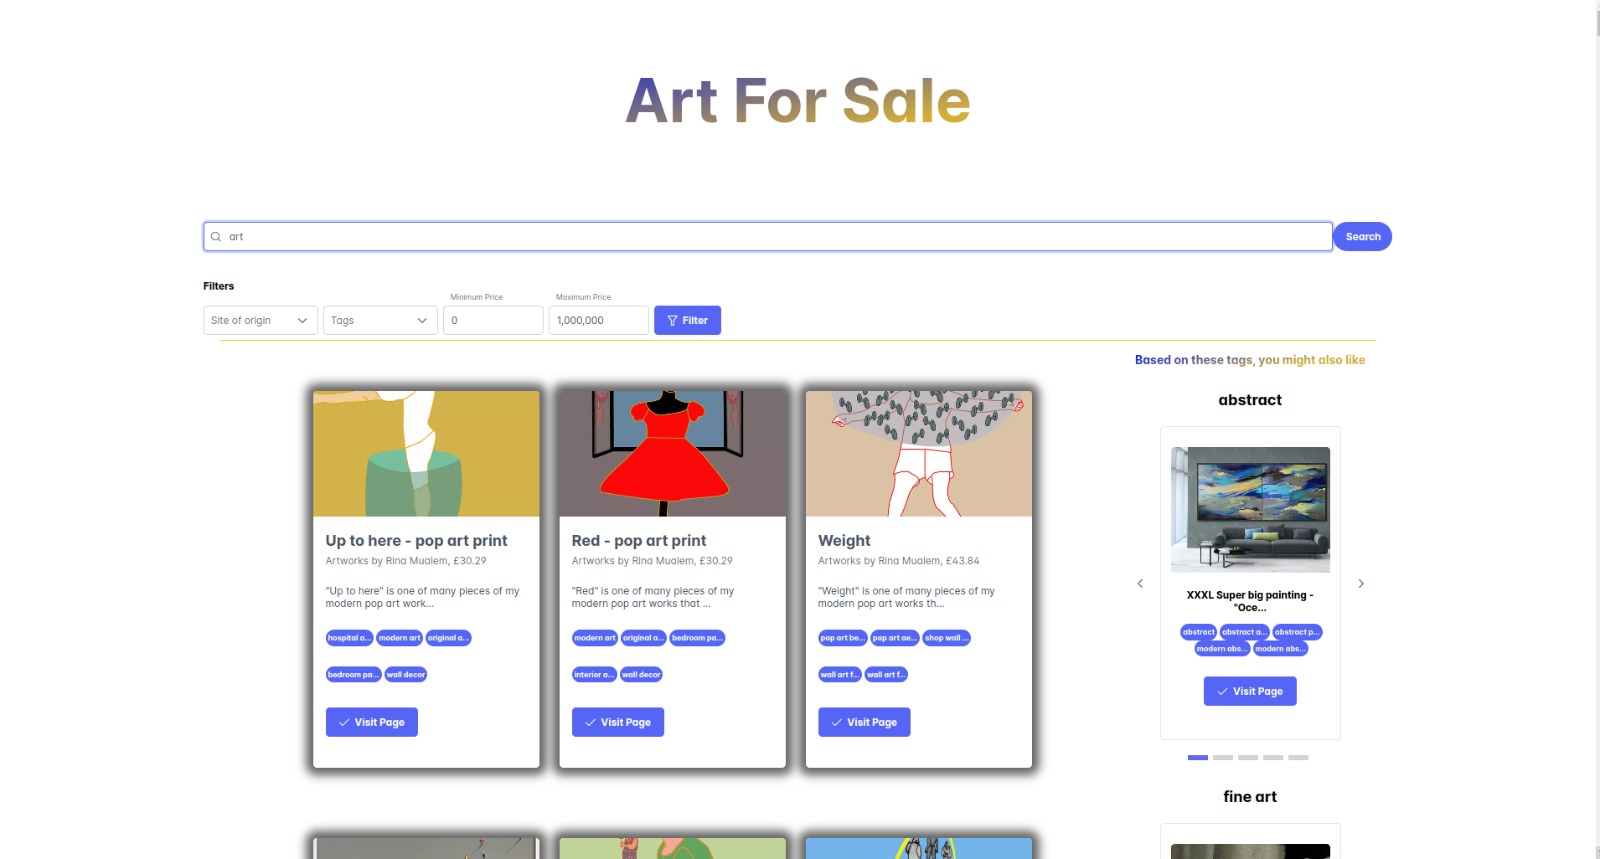 Art For Sale
art
Search
Filters
Minimum Price
Maximum Price
Site of origin
Tags
0
1,000,000
Filter
Based on these tags, you might also like
Up to here - pop art print
Artworks by Rina Mualem, £30.29
"Up to here" is one of many pieces of my
modern pop art work...
hospital a...
modern art
original a...
bedroom pa...
wall decor
Visit Page
Red - pop art print
Artworks by Rina Mualem, £30.29
"Red" is one of many pieces of my
modern pop art works that ...
modern art
original a...
bedroom pa...
interior a...
wall decor
Visit Page
Weight
Artworks by Rina Mualem, £43.84
"Weight" is one of many pieces of my
modern pop art works th...
pop art be...
pop art ae...
shop wall ...
wall art f...
wall art f...
Visit Page
abstract
XXXL Super big painting -
"Oce...
abstract
abstract a...
abstract p...
modern abs...
modern abs...
Visit Page
fine art